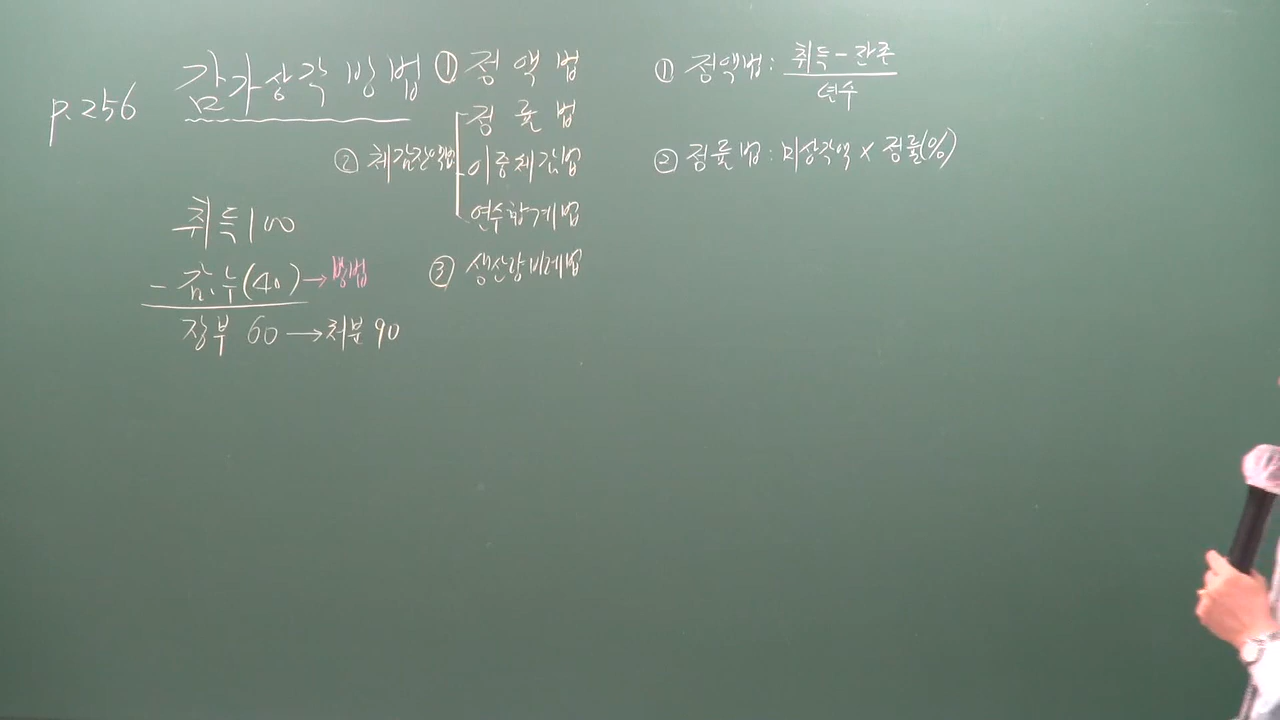 p.256
감가상각 방법
① 정액법
② 체감잔액법
정률법
이중체감법
연수합계법
③ 생산량비례법
취득 100
- 감.누(40) → 방법
장부 60 → 처분 90
① 정액법 : 취득 - 잔존
연수
② 정률법 : 미상각액 × 정률(%)